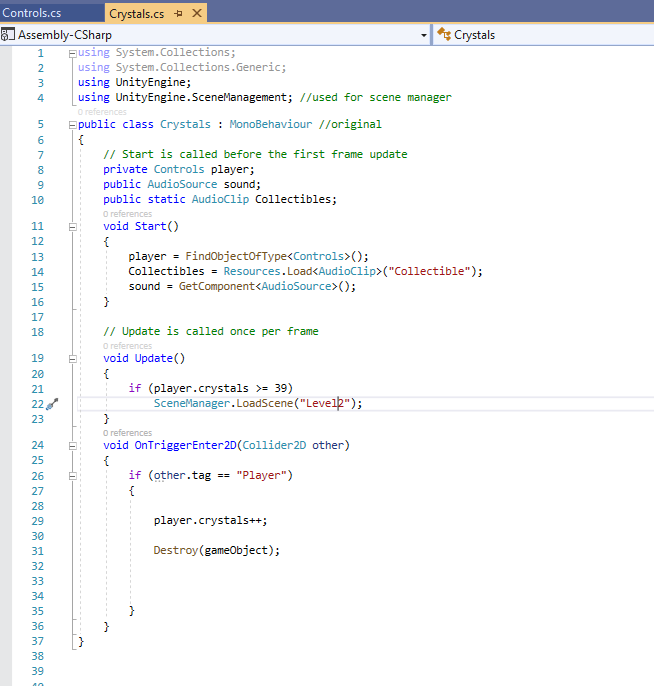 Controls.cs Crystals.cs
Assembly-CSharp Crystals
1 using System.Collections;
2 using System.Collections.Generic;
3 using UnityEngine;
4 using UnityEngine.SceneManagement; //used for scene manager
0 references
5 public class Crystals : MonoBehaviour //original
6 {
7 // Start is called before the first frame update
8 private Controls player;
9 public AudioSource sound;
10 public static AudioClip Collectibles;
0 references
11 void Start()
12 {
13 player = FindObjectOfType<Controls>();
14 Collectibles = Resources.Load<AudioClip>("Collectible");
15 sound = GetComponent<AudioSource>();
16 }
17
18 // Update is called once per frame
0 references
19 void Update()
20 {
21 if (player.crystals >= 39)
22 SceneManager.LoadScene("Level2");
23 }
0 references
24 void OnTriggerEnter2D(Collider2D other)
25 {
26 if (other.tag == "Player")
27 {
28
29 player.crystals++;
30
31 Destroy(gameObject);
32
33
34
35 }
36 }
37 }
38
39
40